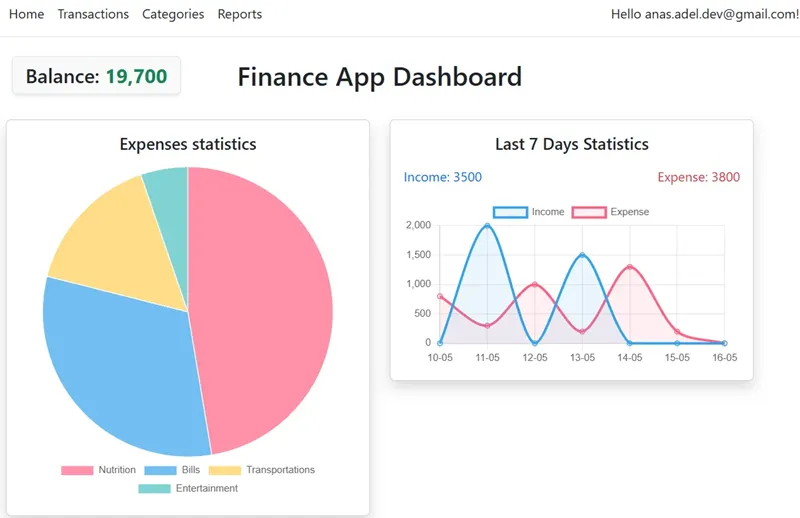 Home Transactions Categories Reports Hello anas.adel.dev@gmail.com!
Balance: 19,700
Finance App Dashboard
Expenses statistics
Nutrition Bills Transportations
Entertainment
Last 7 Days Statistics
Income: 3500 Expense: 3800
Income Expense
2,000
1,500
1,000
500
0
10-05 11-05 12-05 13-05 14-05 15-05 16-05